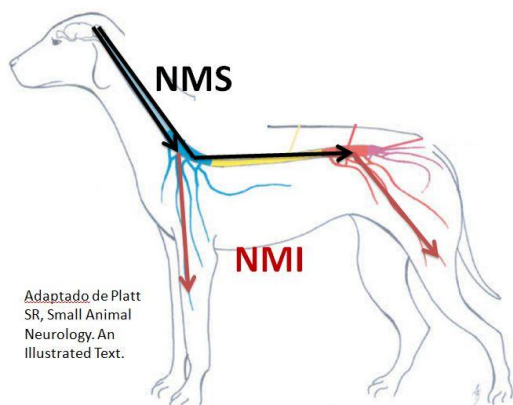 NMS
NMI
Adaptado de Platt
SR, Small Animal
Neurology. An
Illustrated Text.